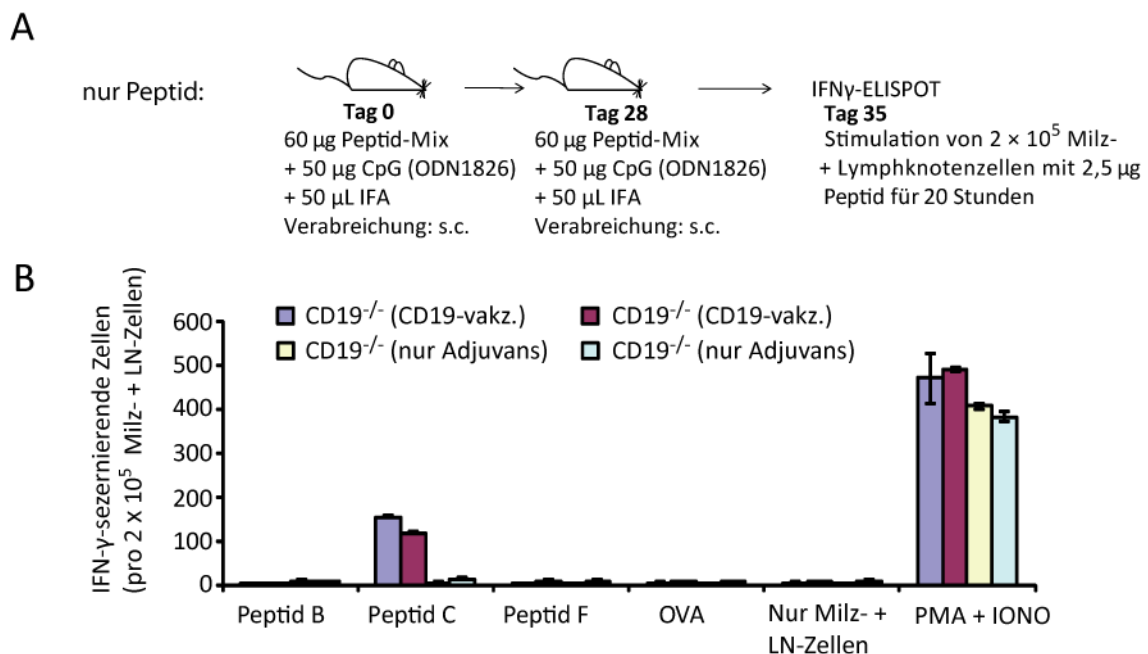 A
nur Peptid:
Tag 0
60 µg Peptid-Mix
+ 50 µg CpG (ODN1826)
+ 50 µL IFA
Verabreichung: s.c.
Tag 28
60 µg Peptid-Mix
+ 50 µg CpG (ODN1826)
+ 50 µL IFA
Verabreichung: s.c.
IFNγ-ELISPOT
Tag 35
Stimulation von 2 × 10⁵ Milz-
+ Lymphknotenzellen mit 2,5 µg
Peptid für 20 Stunden
B
IFN-γ-sezernierende Zellen
(pro 2 x 10⁵ Milz- + LN-Zellen)
600
500
400
300
200
100
0
CD19⁻/⁻ (CD19-vakz.)
CD19⁻/⁻ (CD19-vakz.)
CD19⁻/⁻ (nur Adjuvans)
CD19⁻/⁻ (nur Adjuvans)
Peptid B
Peptid C
Peptid F
OVA
Nur Milz- +
LN-Zellen
PMA + IONO